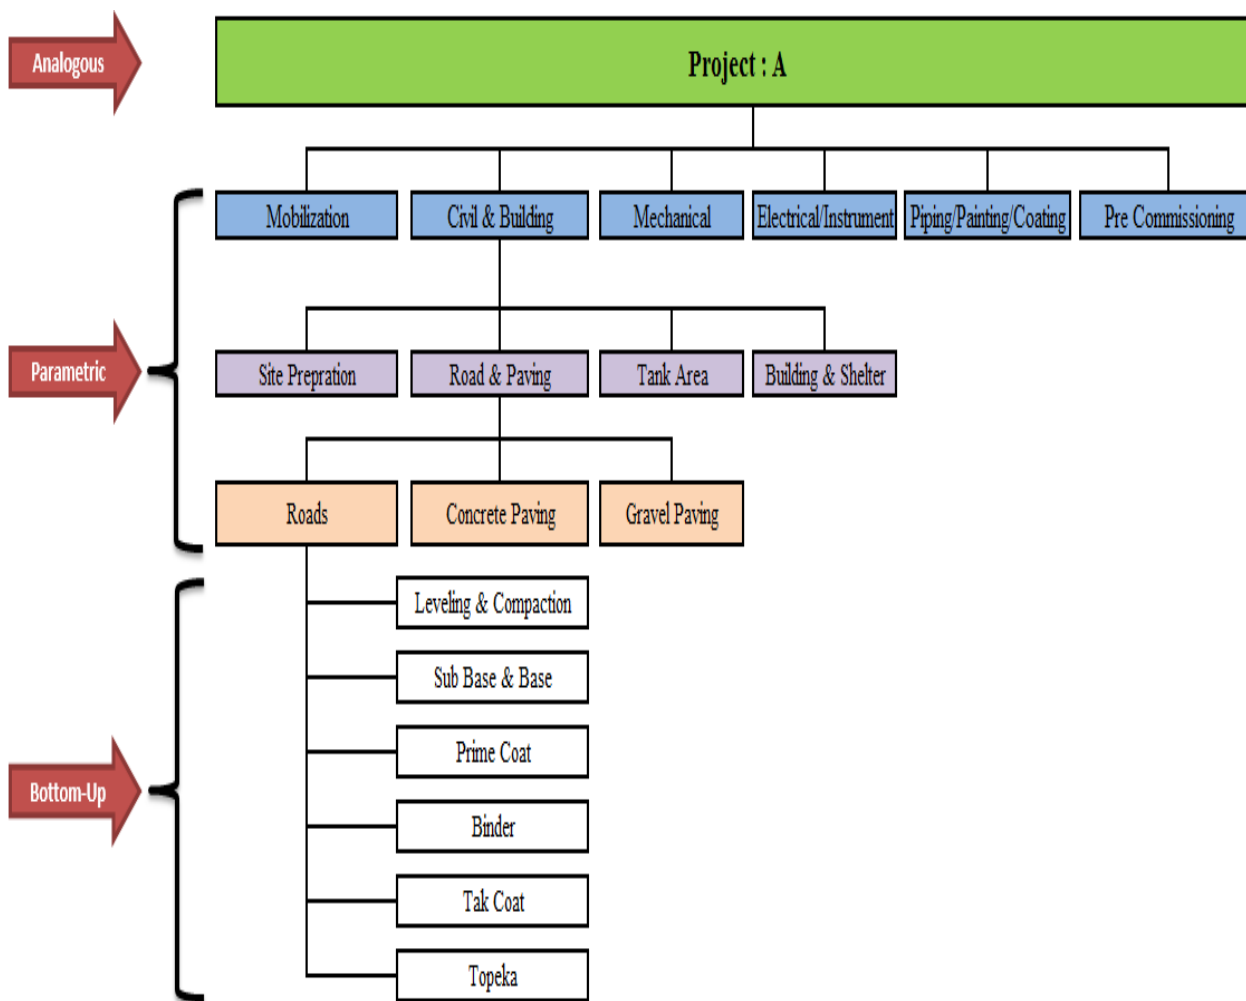 Analogous
Project : A
Mobilization
Civil & Building
Mechanical
Electrical/Instrument
Piping/Painting/Coating
Pre Commissioning
Parametric
Site Prepration
Road & Paving
Tank Area
Building & Shelter
Roads
Concrete Paving
Gravel Paving
Bottom-Up
Leveling & Compaction
Sub Base & Base
Prime Coat
Binder
Tak Coat
Topeka